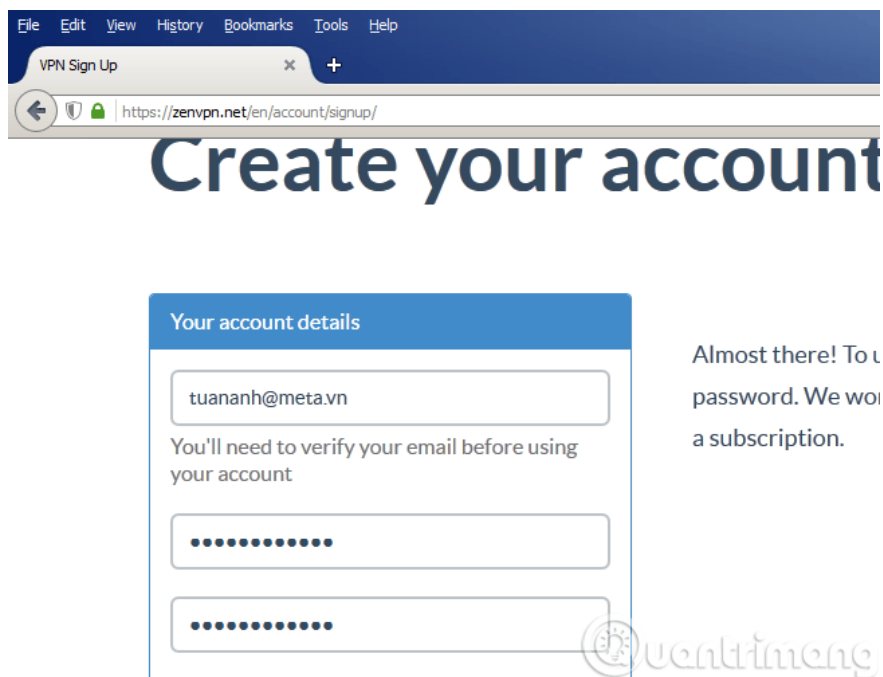 File Edit View History Bookmarks Tools Help
VPN Sign Up
https://zenvpn.net/en/account/signup/
Create your account
Your account details
Almost there! To
tuananh@meta.vn
password. We
You'll need to verify your email before using
a subscription.
your account
••••••••••••
••••••••••••
Quantrimang